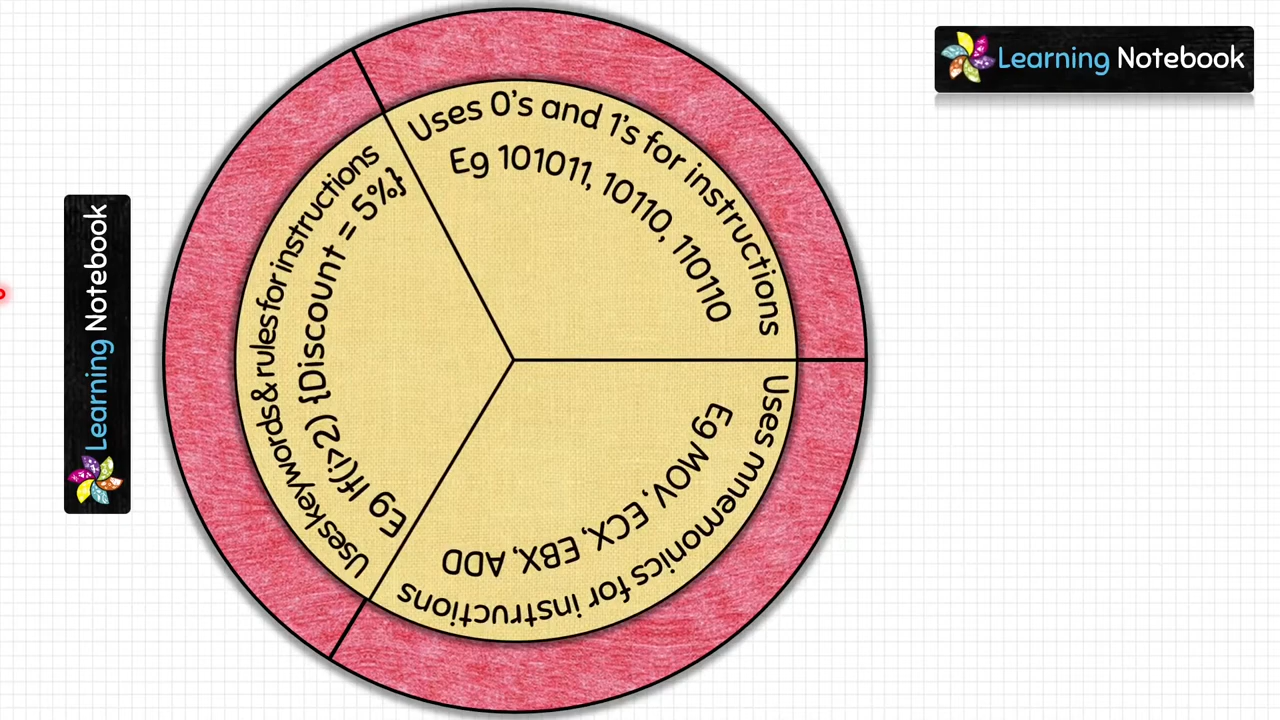 Learning Notebook
Uses 0's and 1's for instructions
Eg 101011, 10110, 110110
Uses mnemonics for instructions
Eg MOV, ECX, EBX, ADD
Uses keywords & rules for instructions
Eg If(i>2) {Discount = 5%}
Learning Notebook